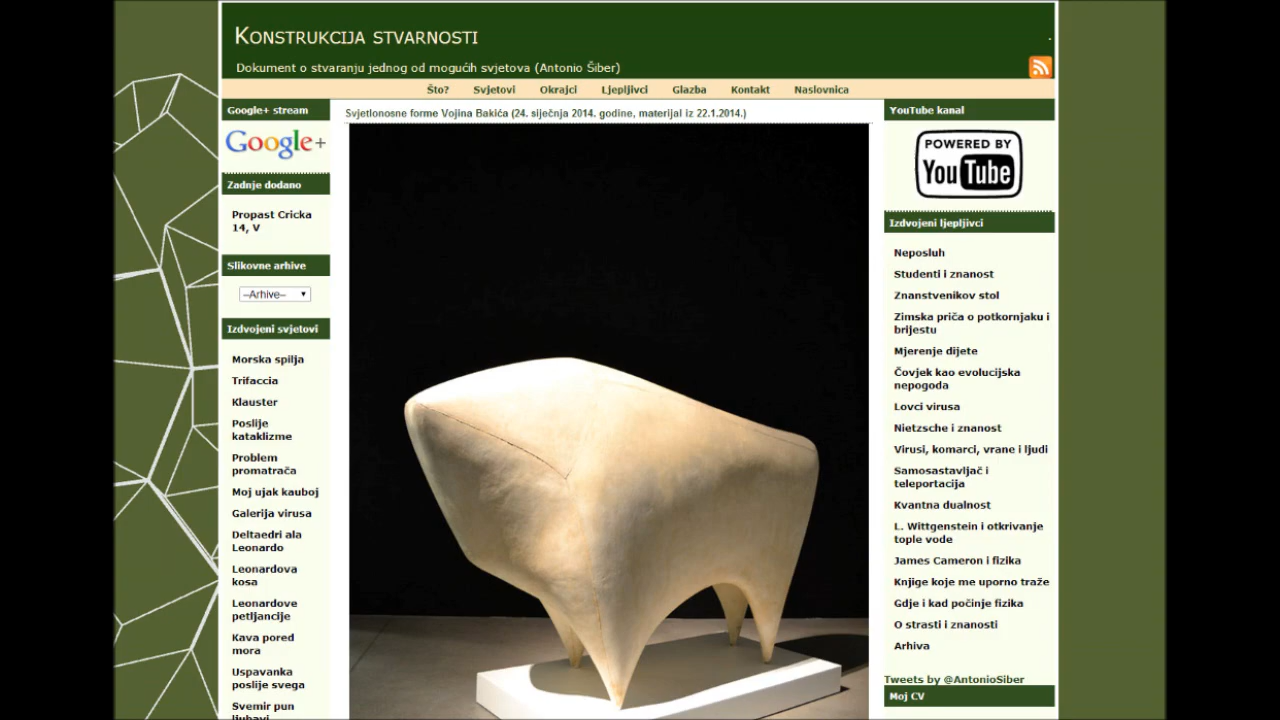 Konstrukcija stvarnosti
Dokument o stvaranju jednog od mogućih svjetova (Antonio Šiber)
Što? Svjetovi Okrajci Ljepljivci Glazba Kontakt Naslovnica
Google+ stream
Google+
Zadnje dodano
Propast Cricka
14, V
Slikovne arhive
--Arhive--
Izdvojeni svjetovi
Morska spilja
Trifaccia
Klauster
Poslije
kataklizme
Problem
promatrača
Moj ujak kauboj
Galerija virusa
Deltaedri ala
Leonardo
Leonardova
kosa
Leonardove
petljancije
Kava pored
mora
Uspavanka
poslije svega
Svemir pun
ljubavi
Svjetlonosne forme Vojina Bakića (24. siječnja 2014. godine, materijal iz 22.1.2014.)
YouTube kanal
POWERED BY
YouTube
Izdvojeni ljepljivci
Neposluh
Studenti i znanost
Znanstvenikov stol
Zimska priča o potkornjaku i
brijestu
Mjerenje dijete
Čovjek kao evolucijska
nepogoda
Lovci virusa
Nietzsche i znanost
Virusi, komarci, vrane i ljudi
Samosastavljač i
teleportacija
Kvantna dualnost
L. Wittgenstein i otkrivanje
tople vode
James Cameron i fizika
Knjige koje me uporno traže
Gdje i kad počinje fizika
O strasti i znanosti
Arhiva
Tweets by @AntonioSiber
Moj CV